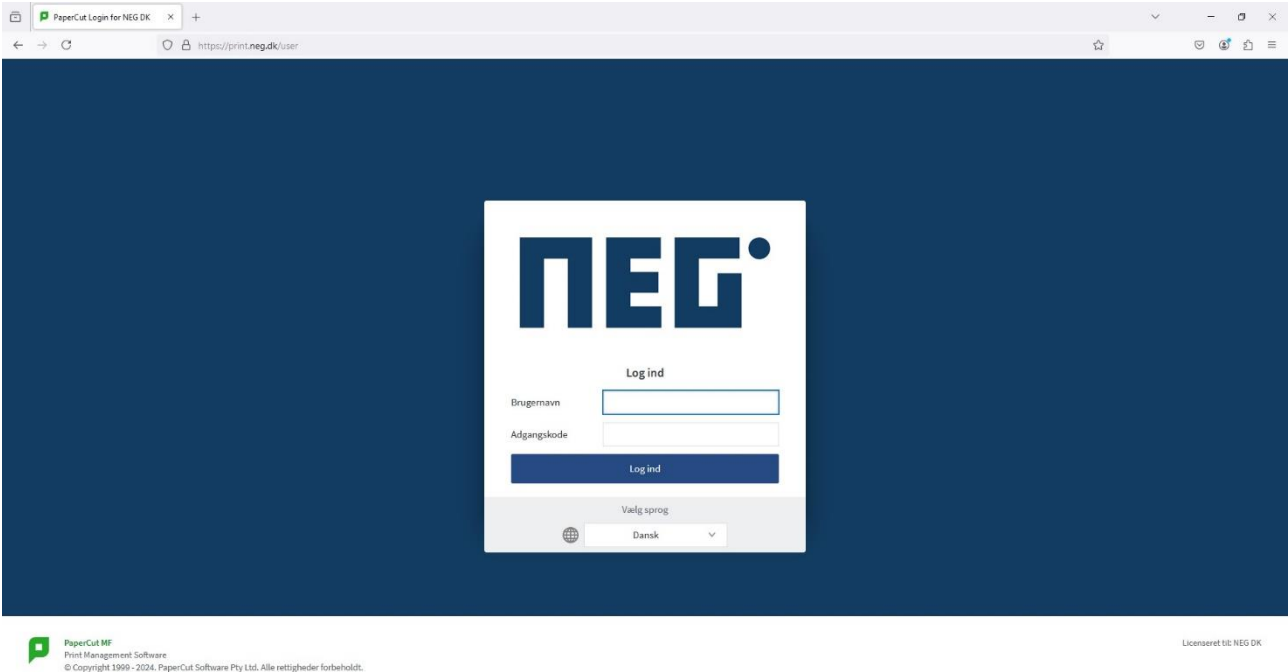 PaperCut Login for NEG DK
https://print.neg.dk/user
NEG
Log ind
Brugernavn
Adgangskode
Log ind
Vælg sprog
Dansk
PaperCut MF
Print Management Software
© Copyright 1999 - 2024. PaperCut Software Pty Ltd. Alle rettigheder forbeholdt.
Licenseret til: NEG DK